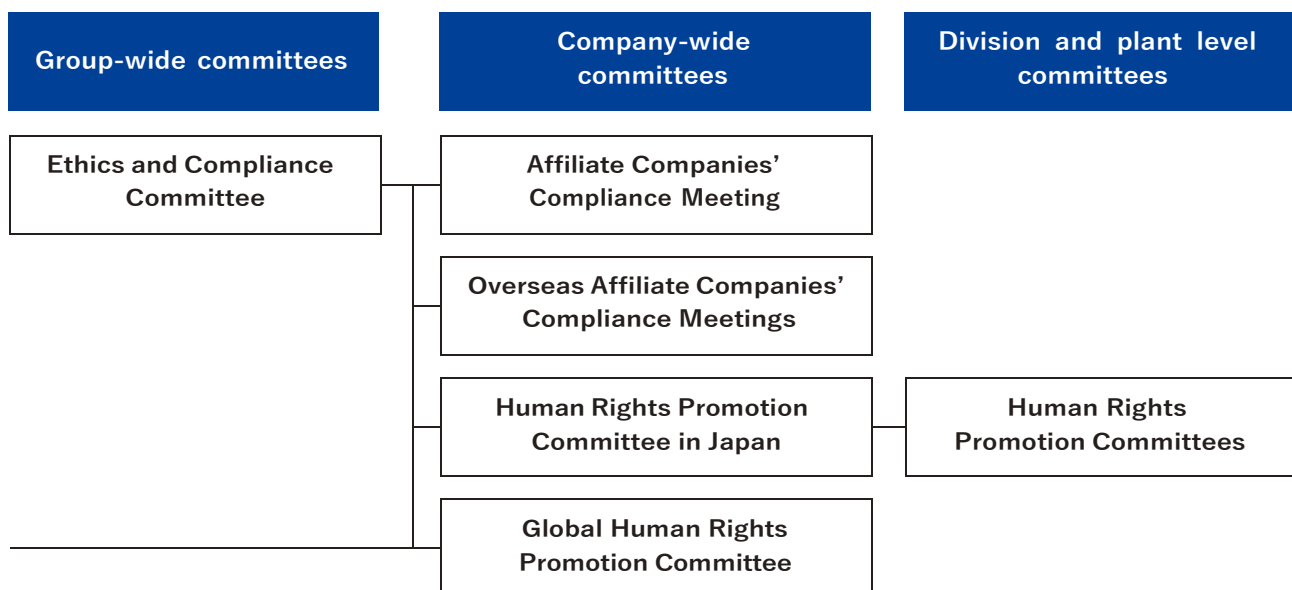 Group-wide committees
Company-wide
committees
Division and plant level
committees
Ethics and Compliance
Committee
Affiliate Companies’
Compliance Meeting
Overseas Affiliate Companies’
Compliance Meetings
Human Rights Promotion
Committee in Japan
Human Rights
Promotion Committees
Global Human Rights
Promotion Committee